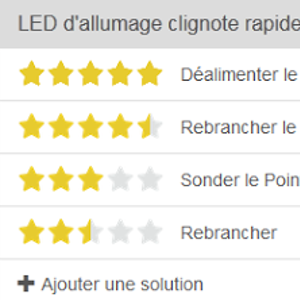 LED d'allumage clignote rapide
Déalimenter le
Rebrancher le
Sonder le Poin
Rebrancher
Ajouter une solution